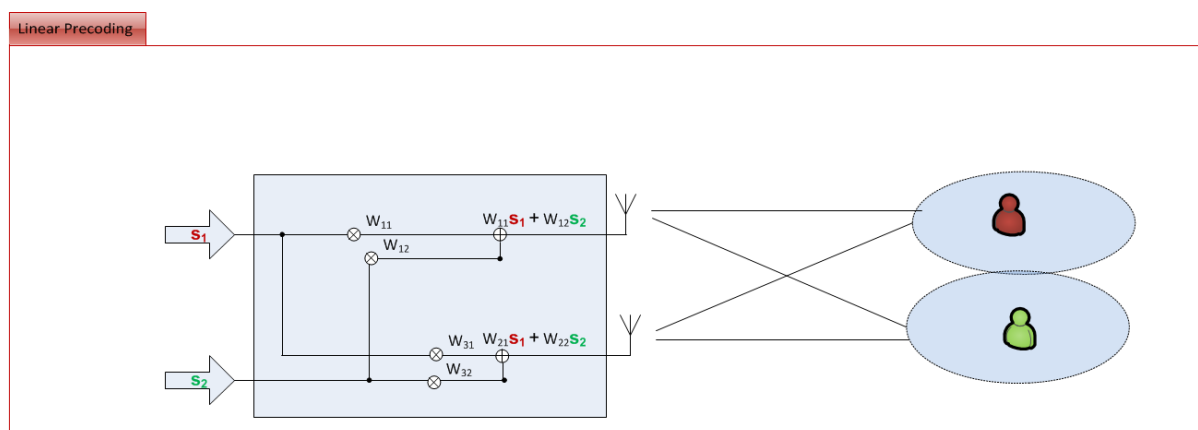 Linear Precoding
W₁₁
W₁₁s₁ + W₁₂s₂
s₁
W₁₂
W₃₁
W₂₁s₁ + W₂₂s₂
s₂
W₃₂